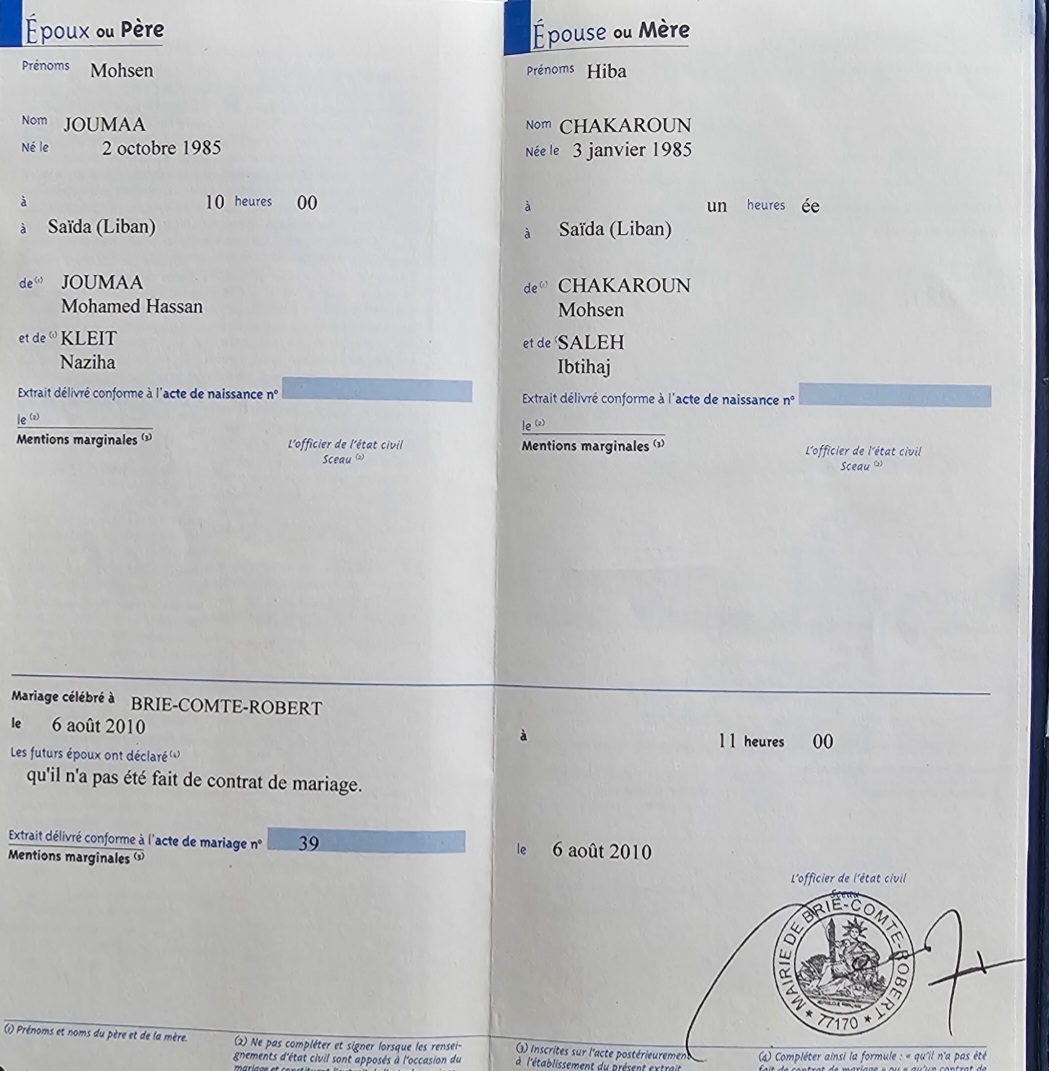 Époux ou Père
Prénoms Mohsen
Nom JOUMAA
Né le 2 octobre 1985
à 10 heures 00
à Saïda (Liban)
de (1) JOUMAA
Mohamed Hassan
et de (1) KLEIT
Naziha
Extrait délivré conforme à l'acte de naissance n°
le (2)
Mentions marginales (3)
L'officier de l'état civil
Sceau (2)
Épouse ou Mère
Prénoms Hiba
Nom CHAKAROUN
Née le 3 janvier 1985
à un heures ée
à Saïda (Liban)
de (1) CHAKAROUN
Mohsen
et de (1) SALEH
Ibtihaj
Extrait délivré conforme à l'acte de naissance n°
le (2)
Mentions marginales (3)
L'officier de l'état civil
Sceau (2)
Mariage célébré à BRIE-COMTE-ROBERT
le 6 août 2010
à 11 heures 00
Les futurs époux ont déclaré (4)
qu'il n'a pas été fait de contrat de mariage.
Extrait délivré conforme à l'acte de mariage n° 39
le 6 août 2010
Mentions marginales (3)
L'officier de l'état civil
Sceau
MAIRIE DE BRIE-COMTE-ROBERT
* 77170 *
(1) Prénoms et noms du père et de la mère.
(2) Ne pas compléter et signer lorsque les rensei-
gnements d'état civil sont apposés à l'occasion du
mariage et constituent l'extrait
(3) Inscrites sur l'acte postérieurement
à l'établissement du présent extrait
(4) Compléter ainsi la formule : « qu'il n'a pas été
fait de contrat de mariage » ou « qu'un contrat de